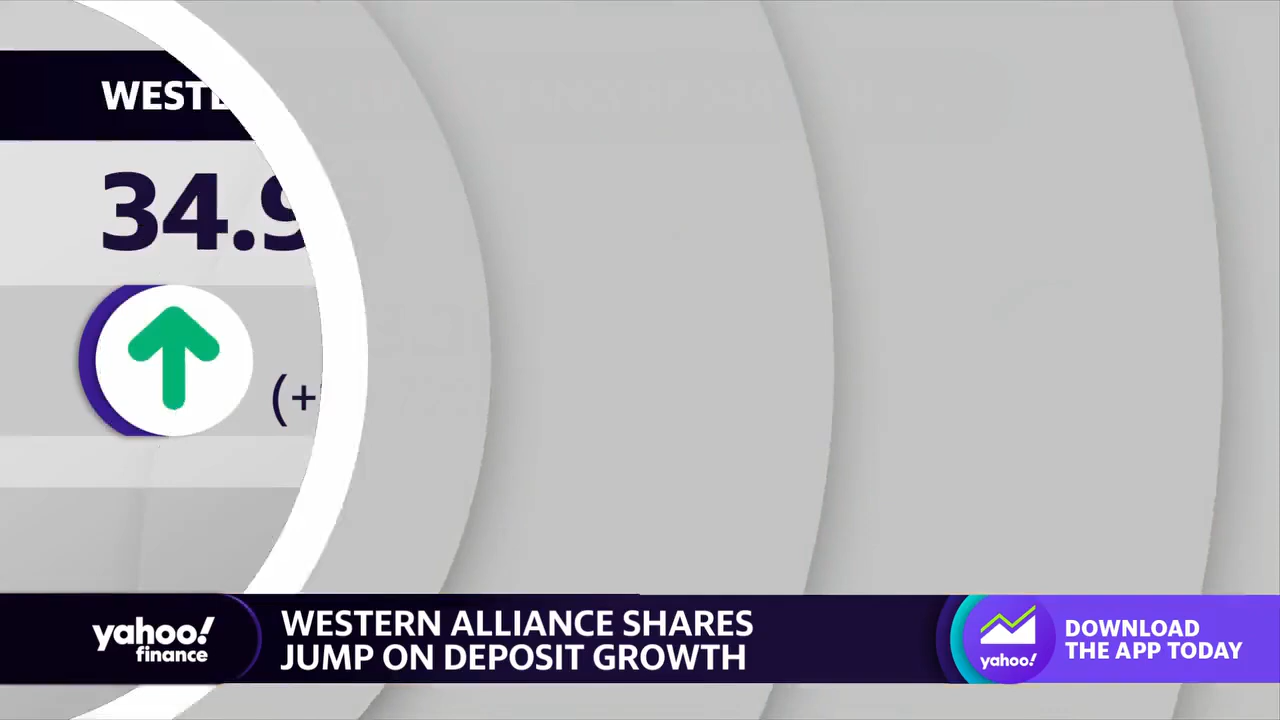 WESTE
34.9
(+
yahoo!
finance
WESTERN ALLIANCE SHARES
JUMP ON DEPOSIT GROWTH
yahoo!
DOWNLOAD
THE APP TODAY